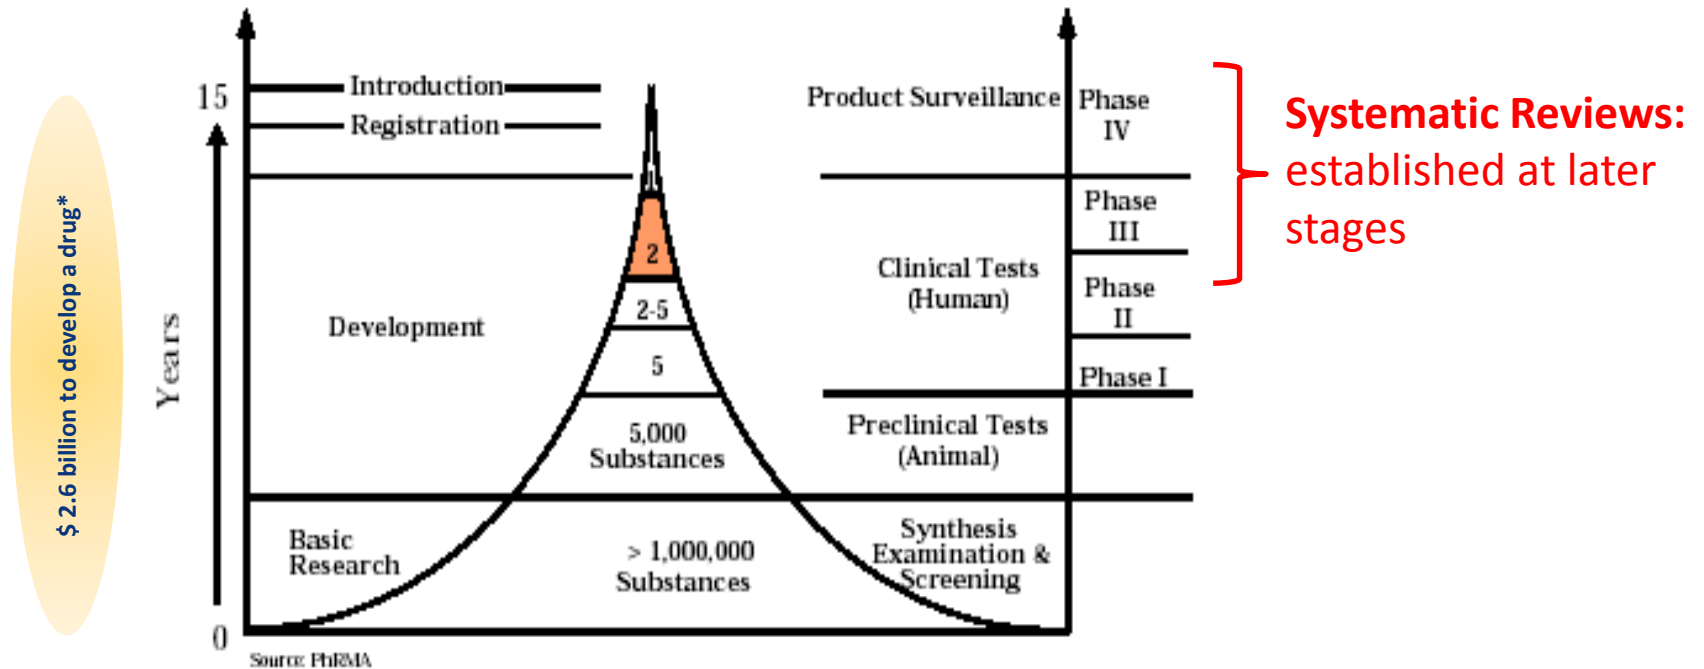 $ 2.6 billion to develop a drug*
Years
15
0
Introduction
Registration
Development
Basic
Research
2
2-5
5
5,000
Substances
> 1,000,000
Substances
Product Surveillance
Clinical Tests
(Human)
Preclinical Tests
(Animal)
Synthesis
Examination &
Screening
Phase
IV
Phase
III
Phase
II
Phase I
Systematic Reviews:
established at later
stages
Source: PhRMA